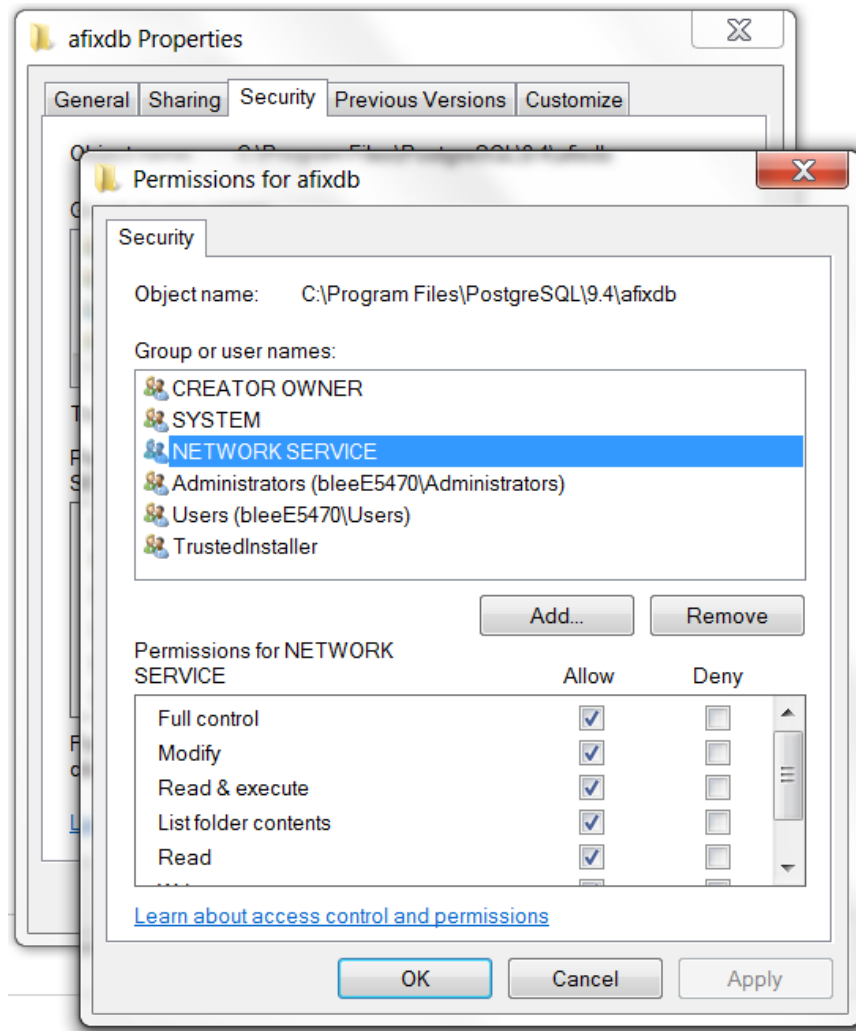 afixdb Properties
General Sharing Security Previous Versions Customize
Permissions for afixdb
Security
Object name: C:\Program Files\PostgreSQL\9.4\afixdb
Group or user names:
CREATOR OWNER
SYSTEM
NETWORK SERVICE
Administrators (bleeE5470\Administrators)
Users (bleeE5470\Users)
TrustedInstaller
Add... Remove
Permissions for NETWORK
SERVICE Allow Deny
Full control
Modify
Read & execute
List folder contents
Read
Learn about access control and permissions
OK Cancel Apply